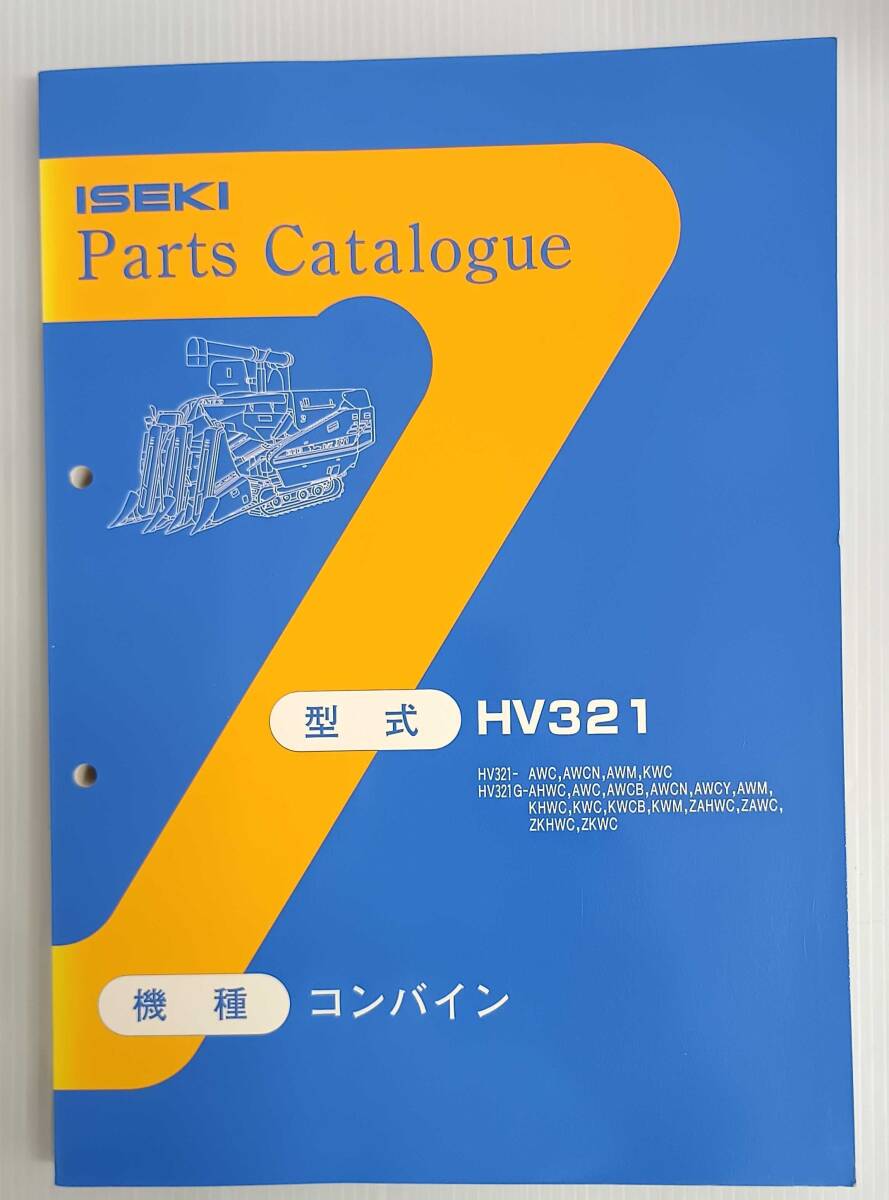 ISEKI
Parts Catalogue
型式 HV321
HV321- AWC,AWCN,AWM,KWC
HV321G-AHWC,AWC,AWCB,AWCN,AWCY,AWM,
KHWC,KWC,KWCB,KWM,ZAHWC,ZAWC,
ZKHWC,ZKWC
機種 コンバイン